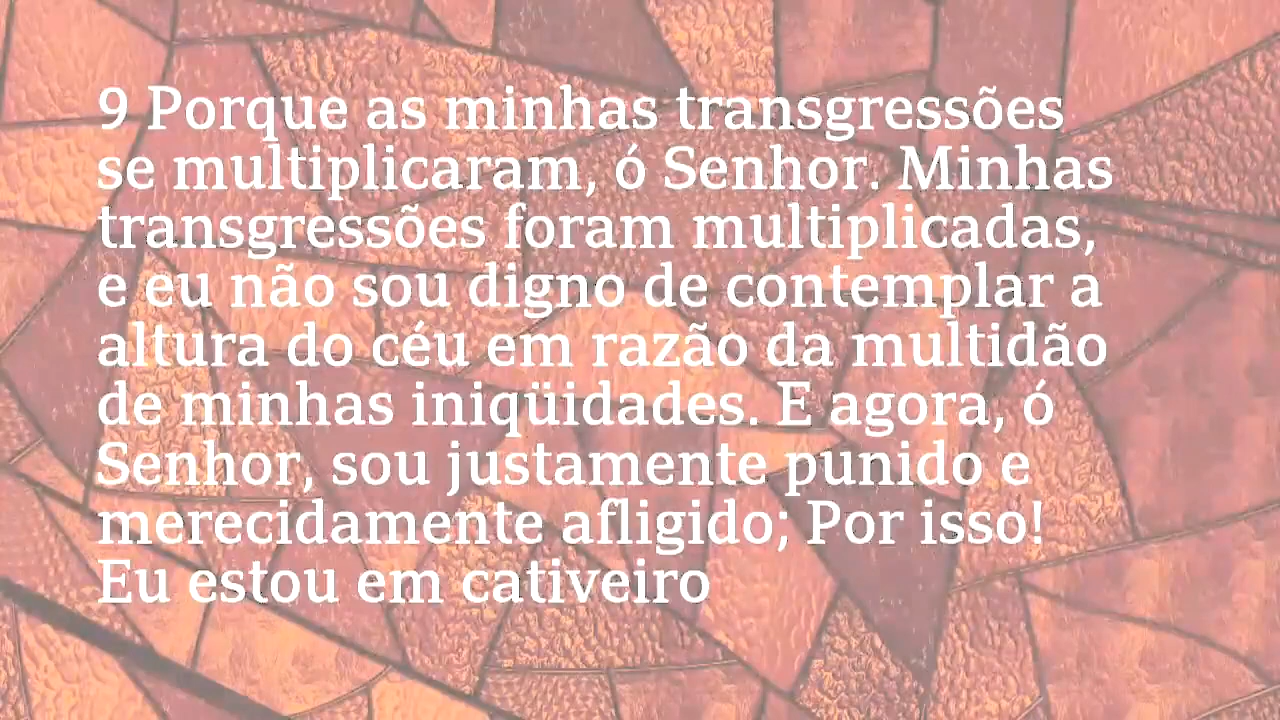 9 Porque as minhas transgressões
se multiplicaram, ó Senhor. Minhas
transgressões foram multiplicadas,
e eu não sou digno de contemplar a
altura do céu em razão da multidão
de minhas iniqüidades. E agora, ó
Senhor, sou justamente punido e
merecidamente afligido; Por isso!
Eu estou em cativeiro